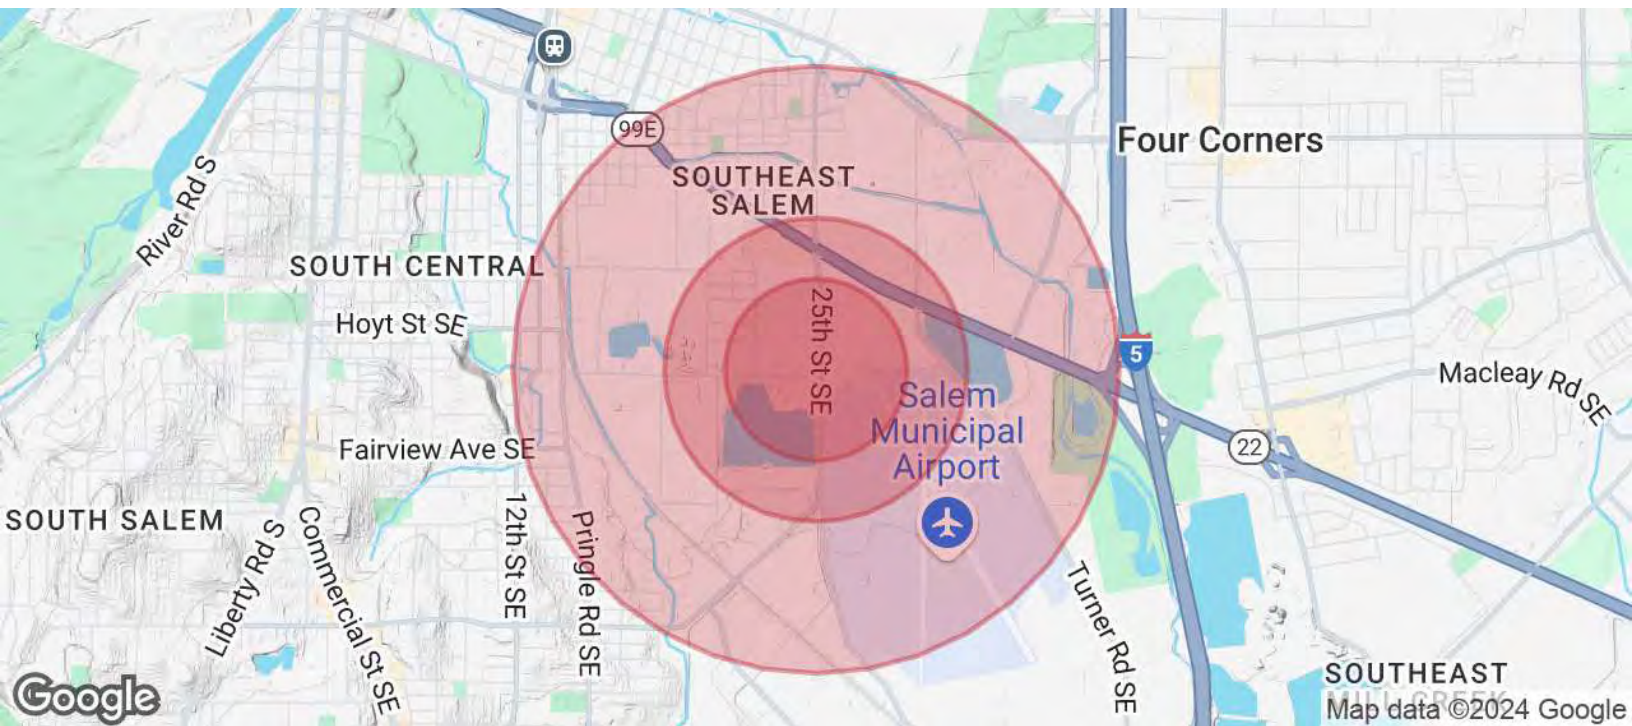 99E
Four Corners
SOUTHEAST
SALEM
River Rd S
SOUTH CENTRAL
25th St SE
Hoyt St SE
5
Macleay Rd SE
Salem
Municipal
Airport
Fairview Ave SE
22
SOUTH SALEM
12th St SE
Pringle Rd SE
Liberty Rd S
Commercial St SE
Turner Rd SE
SOUTHEAST
MILL CREEK
Google
Map data ©2024 Google